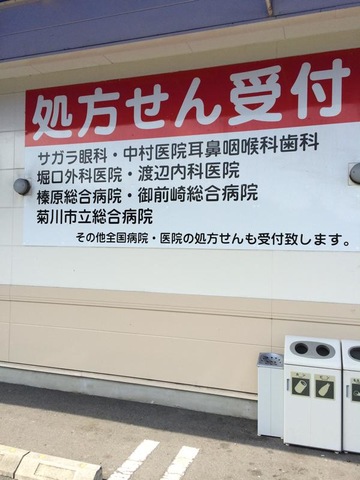 処方せん受付
サガラ眼科・中村医院耳鼻咽喉科歯科
堀口外科医院・渡辺内科医院
榛原総合病院・御前崎総合病院
菊川市立総合病院
その他全国病院・医院の処方せんも受付致します。